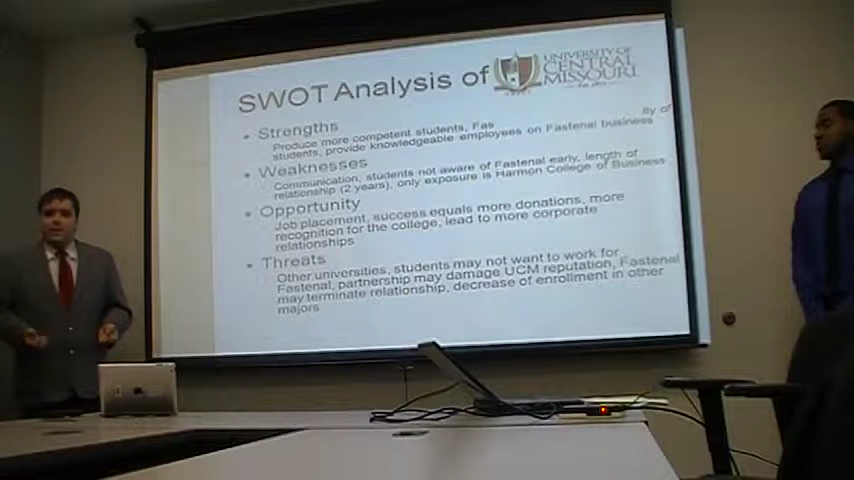 SWOT Analysis of
UNIVERSITY OF
CENTRAL
MISSOURI
• Strengths
Produce more competent students, Fas ity of
students, provide knowledgeable employees on Fastenal business
• Weaknesses
Communication, students not aware of Fastenal early, length of
relationship (2 years), only exposure is Harmon College of Business
• Opportunity
Job placement, success equals more donations, more
recognition for the college, lead to more corporate
relationships
• Threats
Other universities, students may not want to work for
Fastenal, partnership may damage UCM reputation, Fastenal
may terminate relationship, decrease of enrollment in other
majors